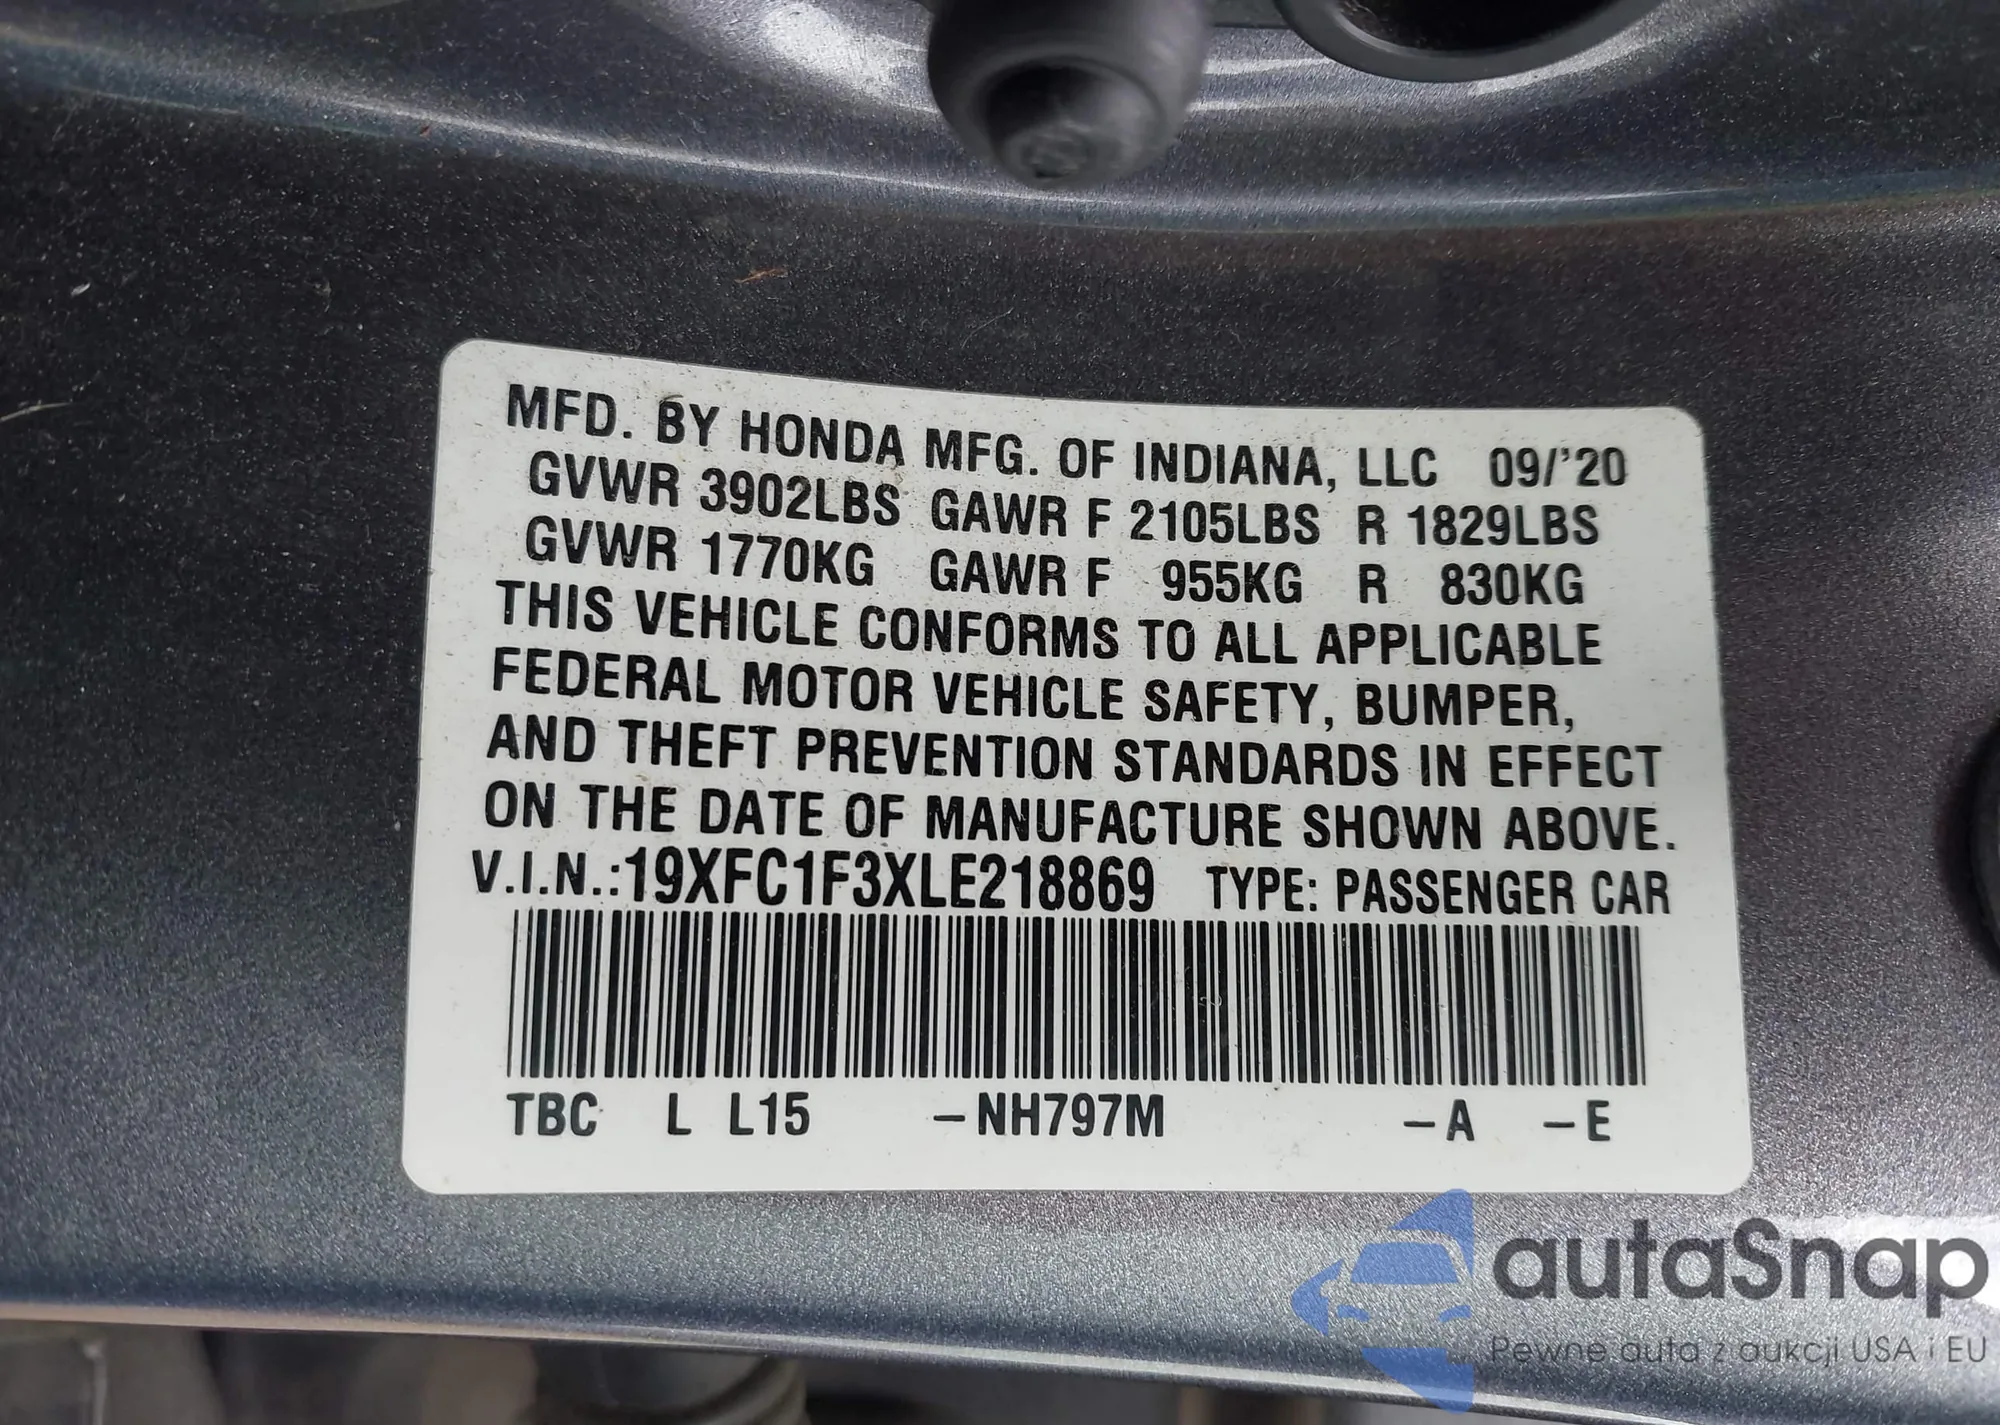 MFD. BY HONDA MFG. OF INDIANA, LLC 09/'20
GVWR 3902LBS GAWR F 2105LBS R 1829LBS
GVWR 1770KG GAWR F 955KG R 830KG
THIS VEHICLE CONFORMS TO ALL APPLICABLE
FEDERAL MOTOR VEHICLE SAFETY, BUMPER,
AND THEFT PREVENTION STANDARDS IN EFFECT
ON THE DATE OF MANUFACTURE SHOWN ABOVE.
V.I.N.:19XFC1F3XLE218869 TYPE: PASSENGER CAR
TBC L L15 –NH797M –A –E
autaSnap
Pewne auta z aukcji USA i EU